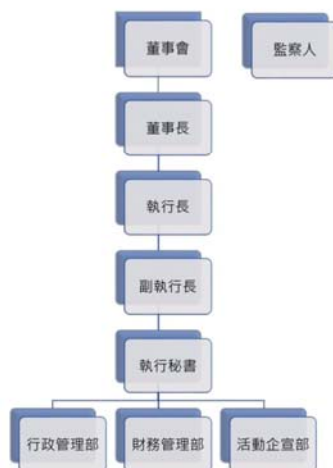 董事會
監察人
董事長
執行長
副執行長
執行秘書
行政管理部
財務管理部
活動企宣部